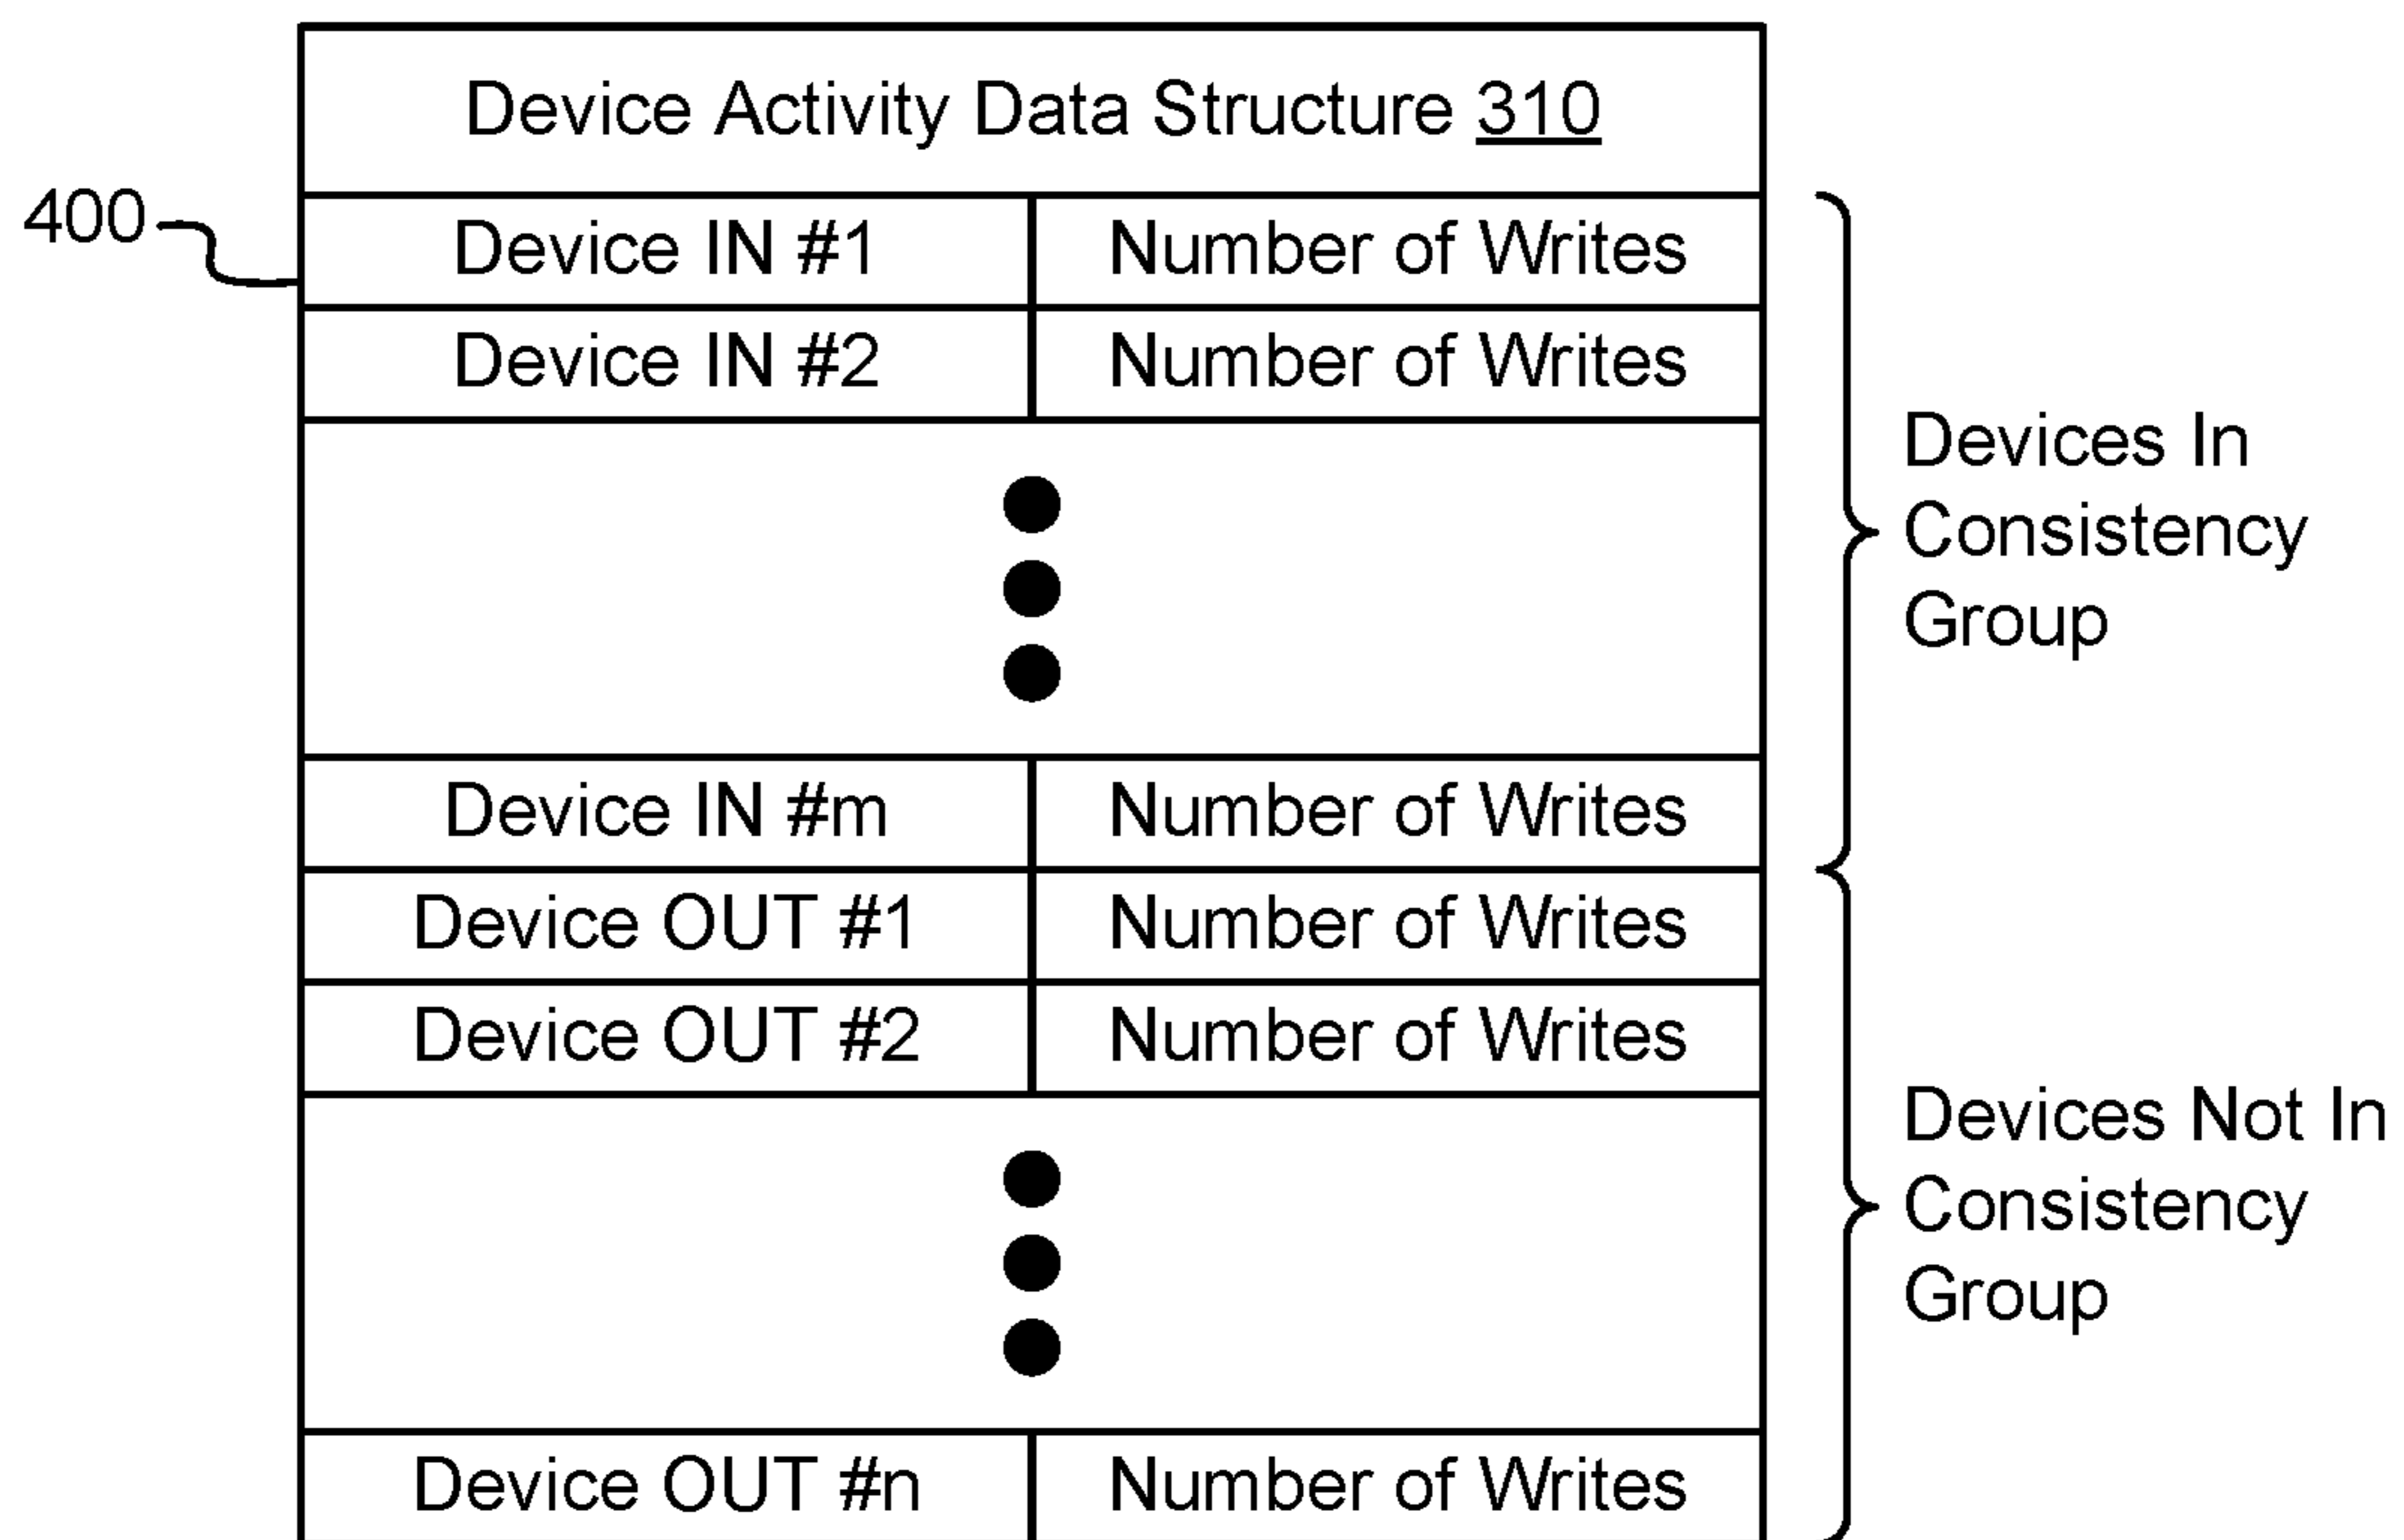 Device Activity Data Structure 310
400
Device IN #1 Number of Writes
Device IN #2 Number of Writes
Devices In
Consistency
Group
Device IN #m Number of Writes
Device OUT #1 Number of Writes
Device OUT #2 Number of Writes
Devices Not In
Consistency
Group
Device OUT #n Number of Writes